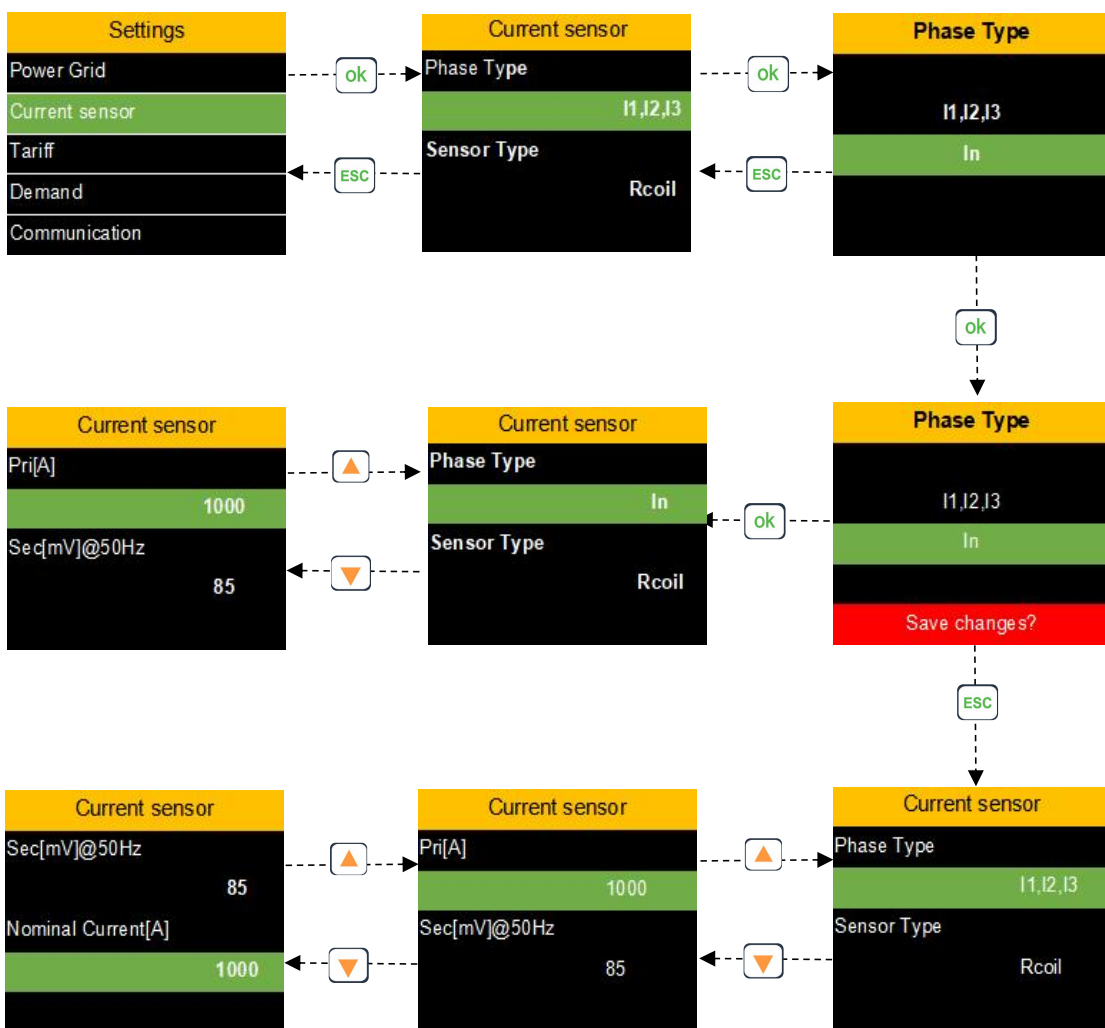 Settings
Power Grid
Current sensor
Tariff
Demand
Communication
ok
ESC
Current sensor
Phase Type
I1,I2,I3
Sensor Type
Rcoil
ok
ESC
Phase Type
I1,I2,I3
In
ok
Current sensor
Pri[A]
1000
Sec[mV]@50Hz
85
Current sensor
Phase Type
In
Sensor Type
Rcoil
ok
Phase Type
I1,I2,I3
In
Save changes?
ESC
Current sensor
Sec[mV]@50Hz
85
Nominal Current[A]
1000
Current sensor
Pri[A]
1000
Sec[mV]@50Hz
85
Current sensor
Phase Type
I1,I2,I3
Sensor Type
Rcoil